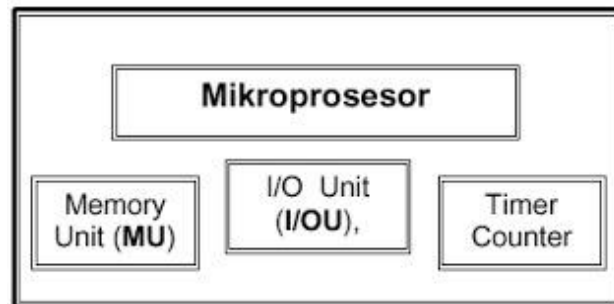 Mikroprosesor
Memory
Unit (MU)
I/O Unit
(I/OU),
Timer
Counter